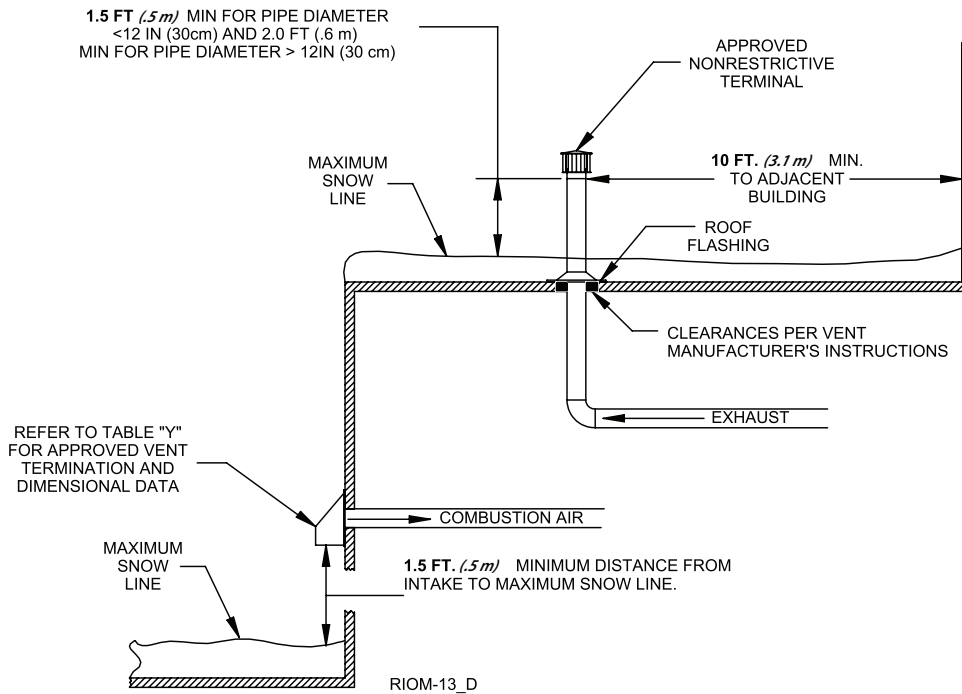 1.5 FT (.5 m) MIN FOR PIPE DIAMETER
<12 IN (30cm) AND 2.0 FT (.6 m)
MIN FOR PIPE DIAMETER > 12IN (30 cm)
APPROVED
NONRESTRICTIVE
TERMINAL
MAXIMUM
SNOW
LINE
10 FT. (3.1 m) MIN.
TO ADJACENT
BUILDING
ROOF
FLASHING
CLEARANCES PER VENT
MANUFACTURER'S INSTRUCTIONS
EXHAUST
REFER TO TABLE "Y"
FOR APPROVED VENT
TERMINATION AND
DIMENSIONAL DATA
COMBUSTION AIR
MAXIMUM
SNOW
LINE
1.5 FT. (.5 m) MINIMUM DISTANCE FROM
INTAKE TO MAXIMUM SNOW LINE.
RIOM-13_D